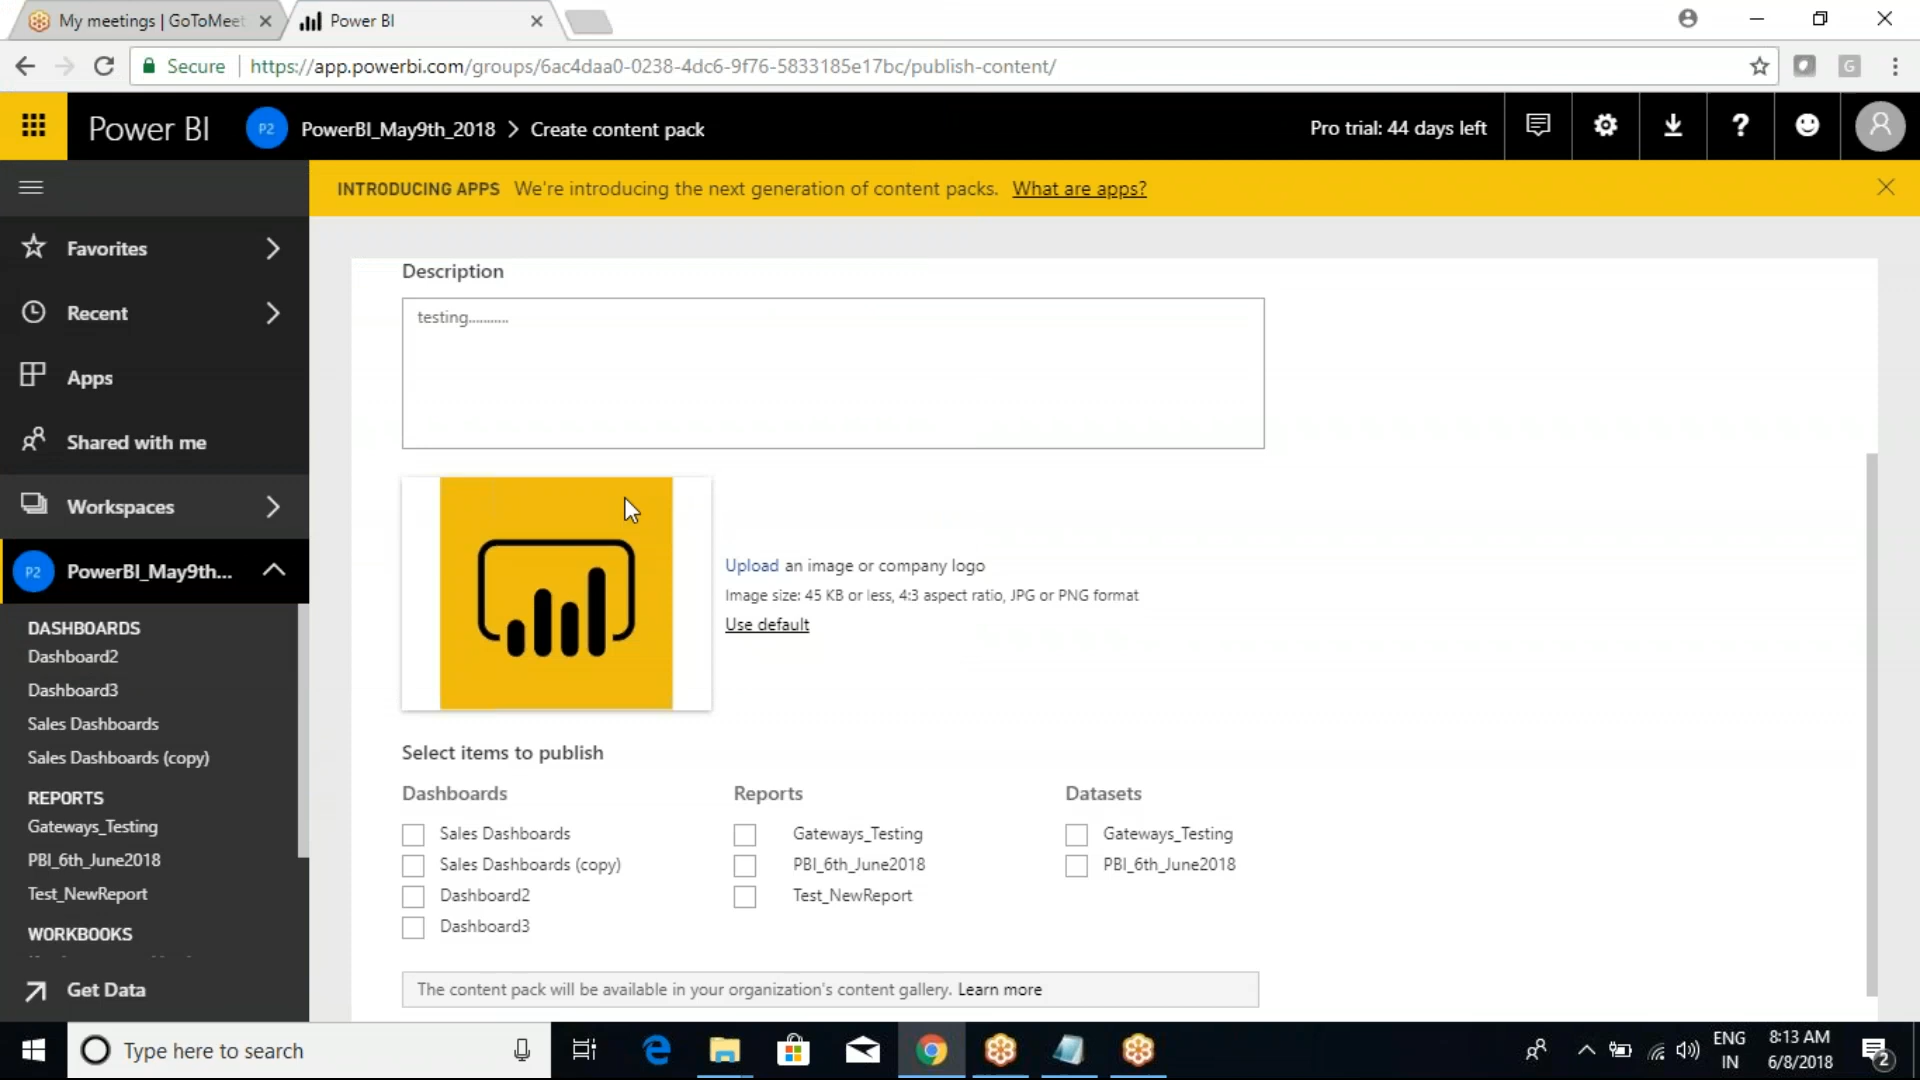 My meetings | GoToMeet
Power BI
Secure
https://app.powerbi.com/groups/6ac4daa0-0238-4dc6-9f76-5833185e17bc/publish-content/
G
Power BI
P2
PowerBI_May9th_2018 > Create content pack
Pro trial: 44 days left
?
INTRODUCING APPS We're introducing the next generation of content packs. What are apps?
Favorites
Recent
Apps
Shared with me
Workspaces
P2
PowerBI_May9th...
DASHBOARDS
Dashboard2
Dashboard3
Sales Dashboards
Sales Dashboards (copy)
REPORTS
Gateways_Testing
PBI_6th_June2018
Test_NewReport
WORKBOOKS
Get Data
Description
testing...........
Upload an image or company logo
Image size: 45 KB or less, 4:3 aspect ratio, JPG or PNG format
Use default
Select items to publish
Dashboards
Sales Dashboards
Sales Dashboards (copy)
Dashboard2
Dashboard3
Reports
Gateways_Testing
PBI_6th_June2018
Test_NewReport
Datasets
Gateways_Testing
PBI_6th_June2018
The content pack will be available in your organization's content gallery. Learn more
Type here to search
ENG
IN
8:13 AM
6/8/2018
2